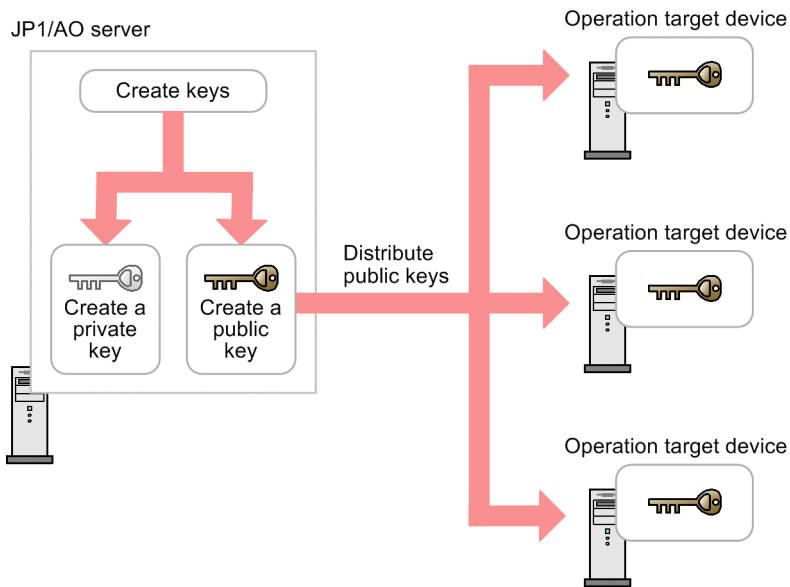 JP1/AO server
Create keys
Create a
private
key
Create a
public
key
Distribute
public keys
Operation target device
Operation target device
Operation target device